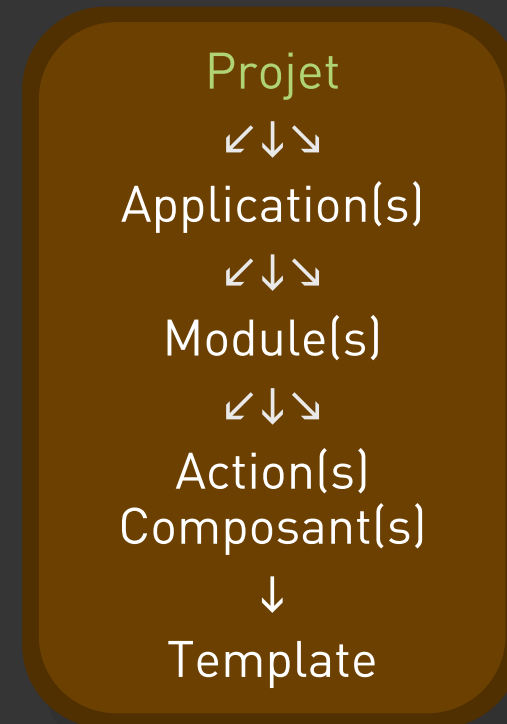 Projet
↙↓↘
Application(s)
↙↓↘
Module(s)
↙↓↘
Action(s)
Composant(s)
↓
Template